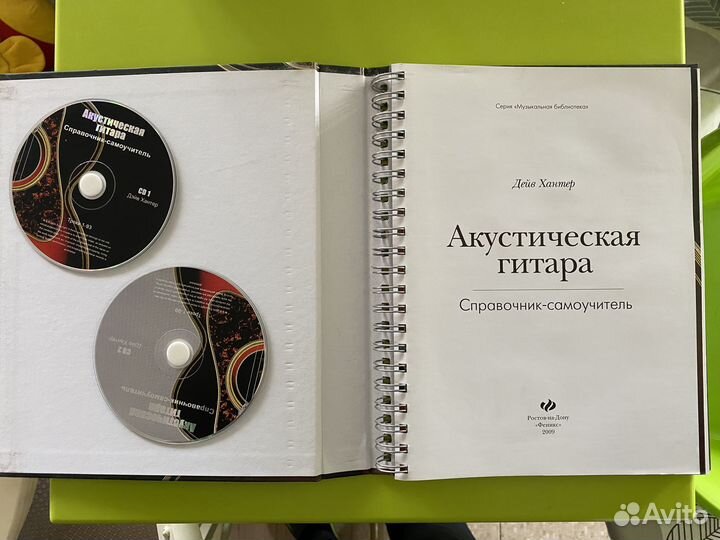 Акустическая
гитара
Справочник-самоучитель
CD 1
Дейв Хантер
Акустическая
гитара
Справочник-самоучитель
CD 2
Дейв Хантер
Серия «Музыкальная библиотека»
Дейв Хантер
Акустическая
гитара
Справочник-самоучитель
Ростов-на-Дону
«Феникс»
2009
Avito